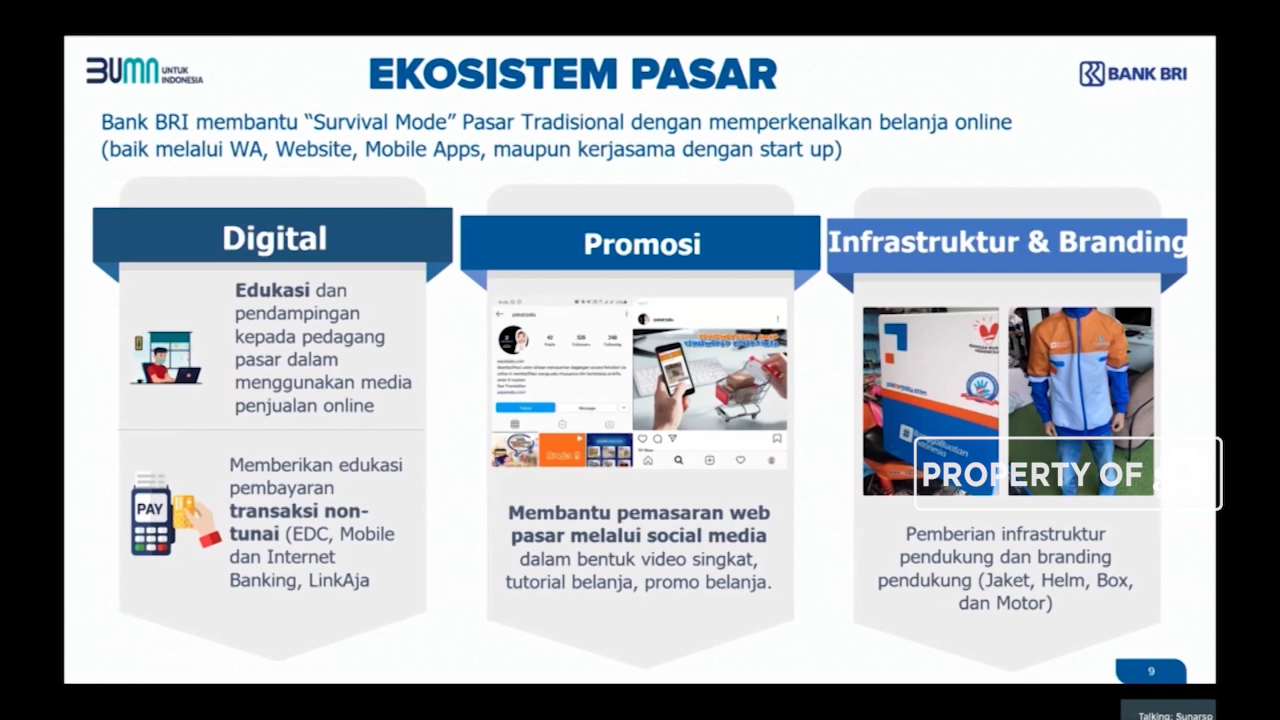 BUMN UNTUK INDONESIA
EKOSISTEM PASAR
BANK BRI
Bank BRI membantu “Survival Mode” Pasar Tradisional dengan memperkenalkan belanja online
(baik melalui WA, Website, Mobile Apps, maupun kerjasama dengan start up)
Digital
Edukasi dan
pendampingan
kepada pedagang
pasar dalam
menggunakan media
penjualan online
PAY
Memberikan edukasi
pembayaran
transaksi non-
tunai (EDC, Mobile
dan Internet
Banking, LinkAja
Promosi
Membantu pemasaran web
pasar melalui social media
dalam bentuk video singkat,
tutorial belanja, promo belanja.
Infrastruktur & Branding
PROPERTY OF
Pemberian infrastruktur
pendukung dan branding
pendukung (Jaket, Helm, Box,
dan Motor)
9
Talking: Sunarso